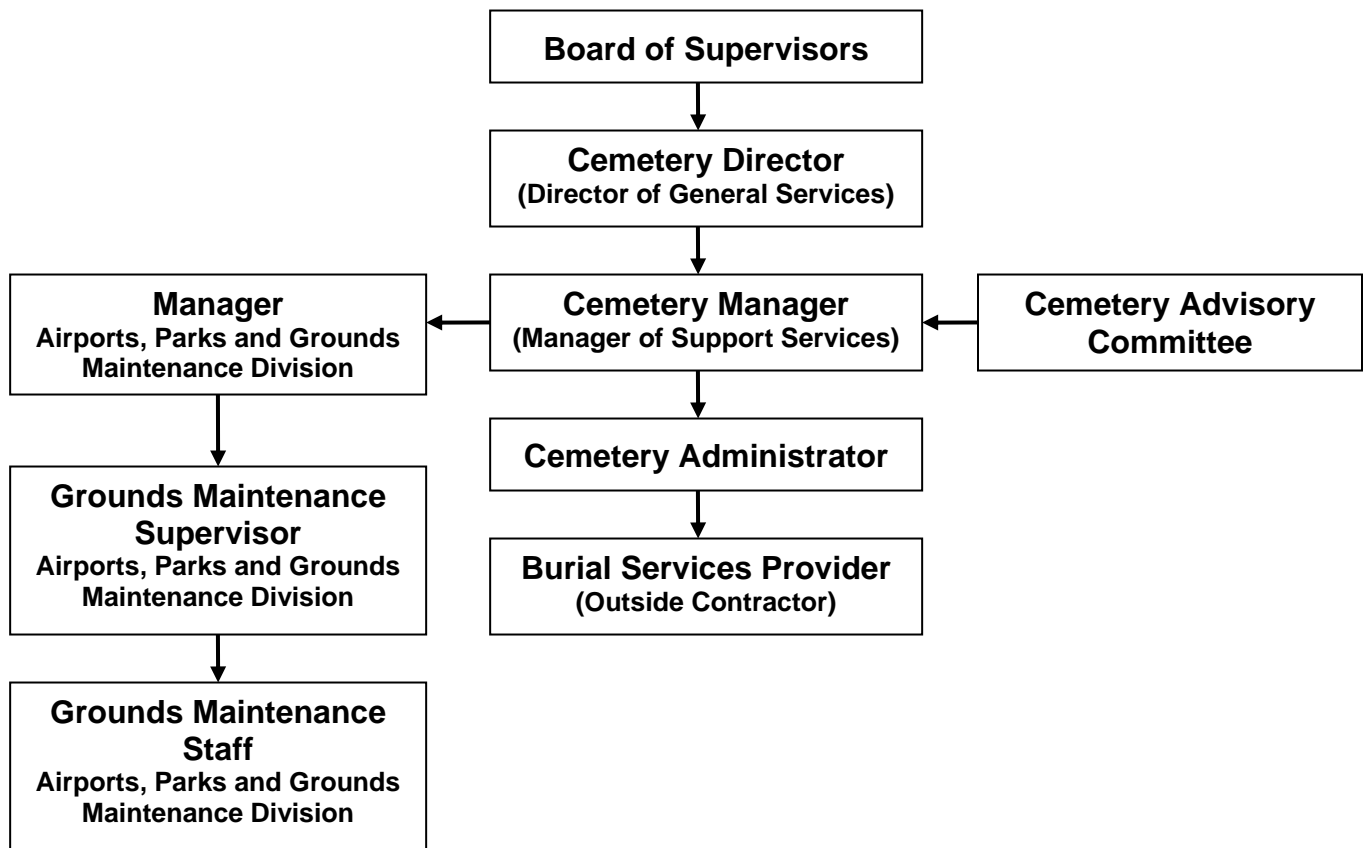 Board of Supervisors
Cemetery Director
(Director of General Services)
Manager
Airports, Parks and Grounds
Maintenance Division
Cemetery Manager
(Manager of Support Services)
Cemetery Advisory
Committee
Cemetery Administrator
Grounds Maintenance
Supervisor
Airports, Parks and Grounds
Maintenance Division
Burial Services Provider
(Outside Contractor)
Grounds Maintenance
Staff
Airports, Parks and Grounds
Maintenance Division